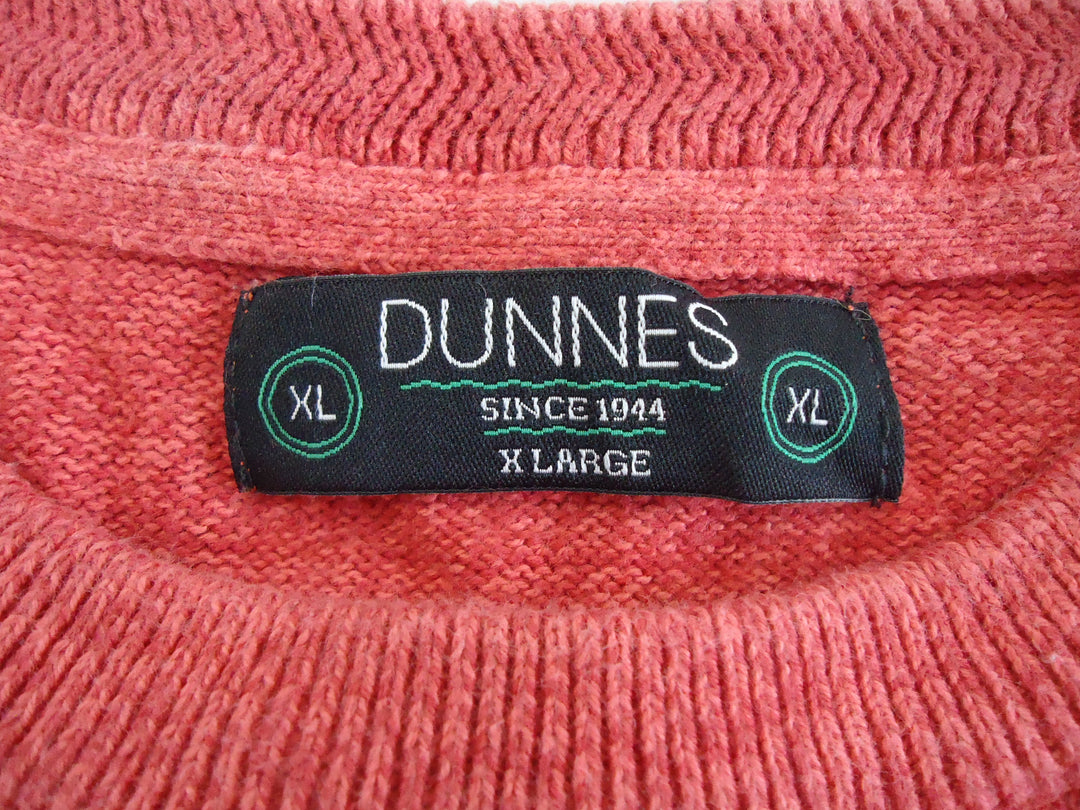 DUNNES
XL
SINCE 1944
XL
X LARGE